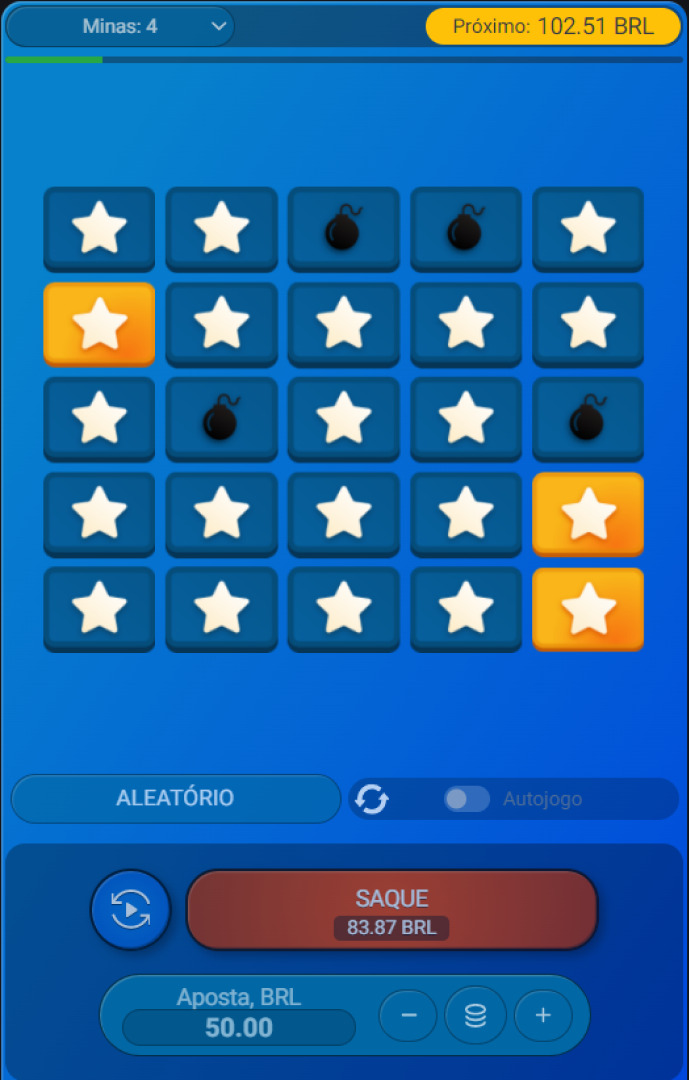 Minas: 4
Próximo: 102.51 BRL
ALEATÓRIO
Autojogo
SAQUE
83.87 BRL
Aposta, BRL
50.00